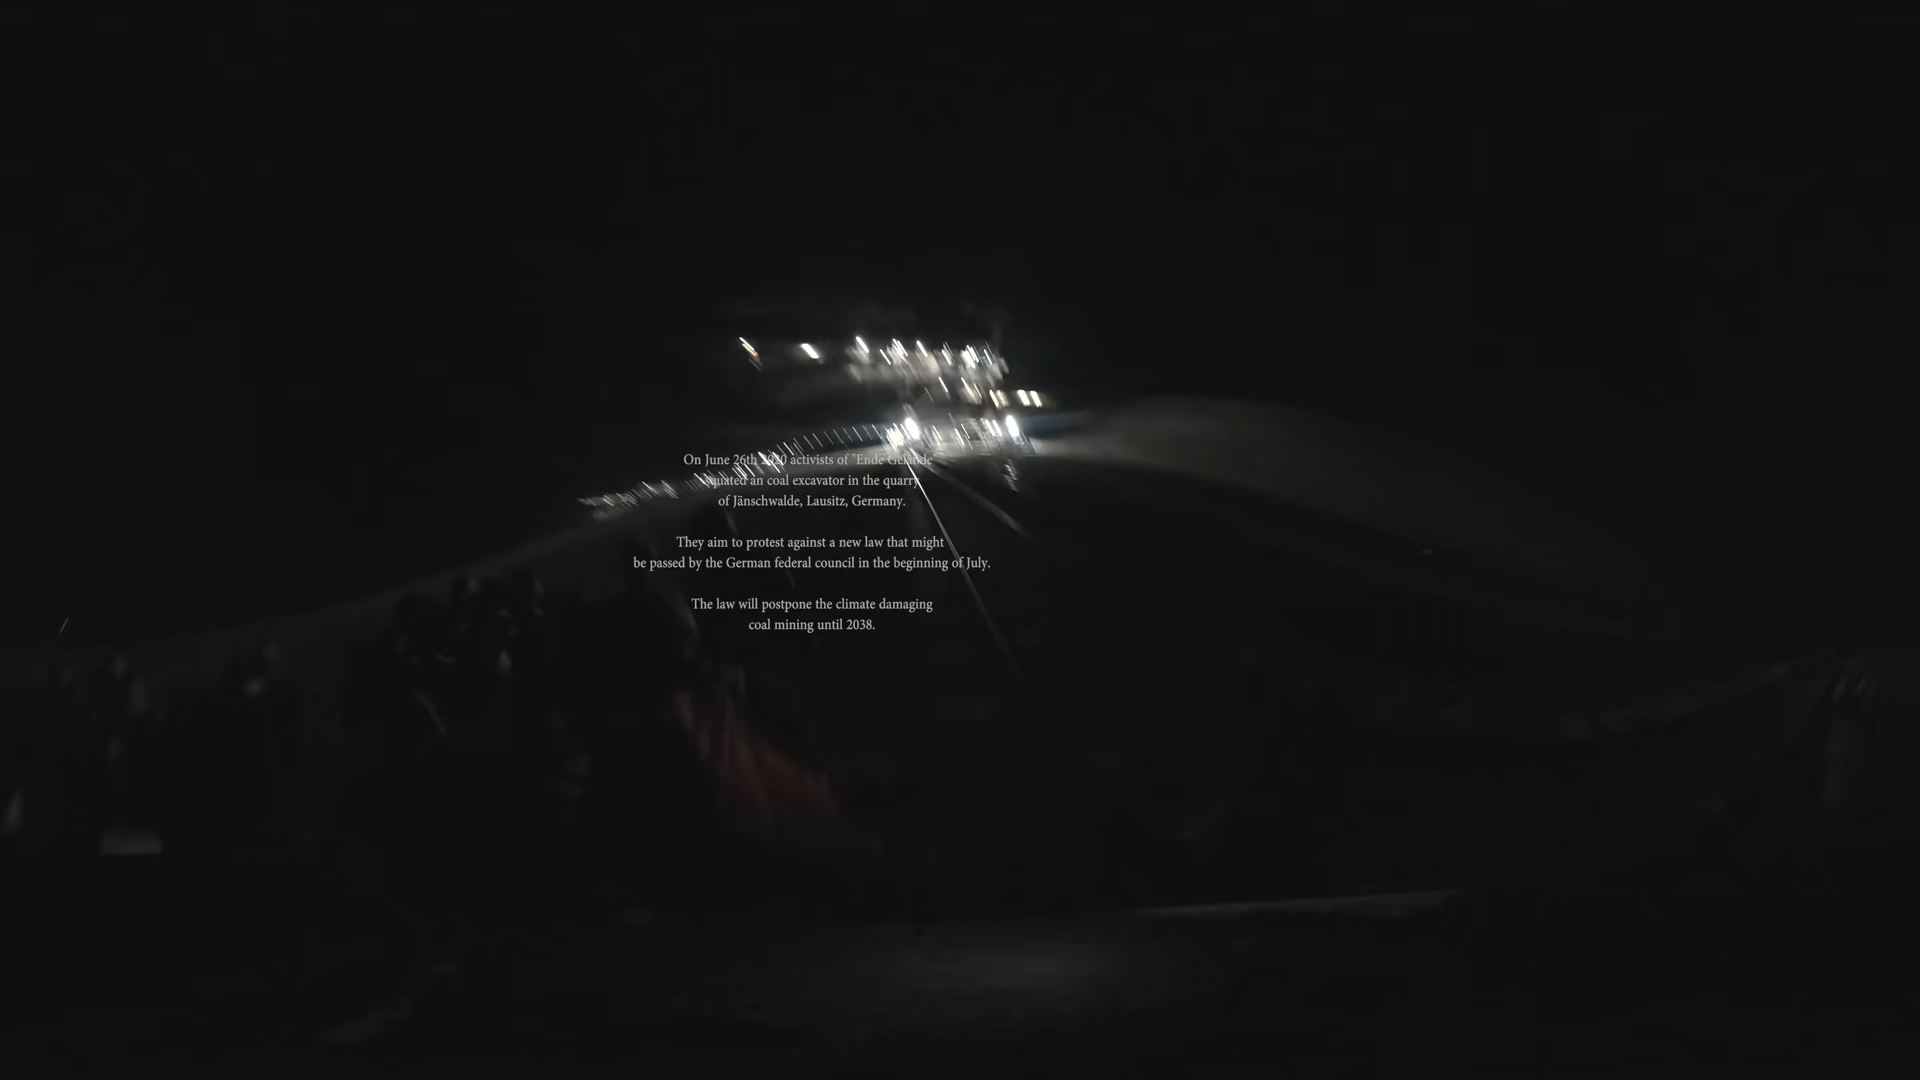 On June 26th 2020 activists of "Ende Gelände"
squated an coal excavator in the quarry
of Jänschwalde, Lausitz, Germany.
They aim to protest against a new law that might
be passed by the German federal council in the beginning of July.
The law will postpone the climate damaging
coal mining until 2038.